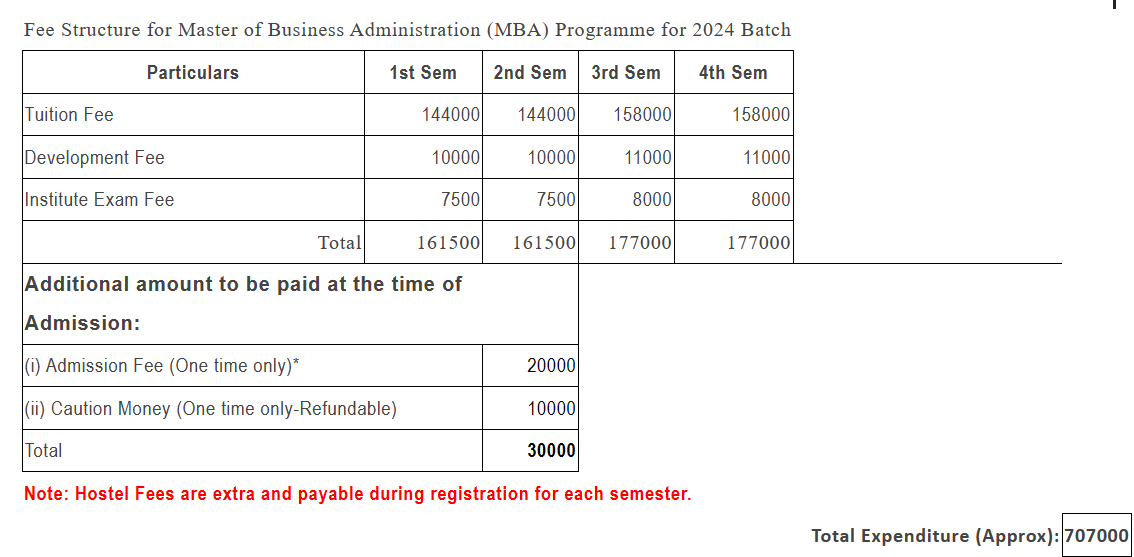 Fee Structure for Master of Business Administration (MBA) Programme for 2024 Batch
Particulars 1st Sem 2nd Sem 3rd Sem 4th Sem
Tuition Fee 144000 144000 158000 158000
Development Fee 10000 10000 11000 11000
Institute Exam Fee 7500 7500 8000 8000
Total 161500 161500 177000 177000
Additional amount to be paid at the time of
Admission:
(i) Admission Fee (One time only)* 20000
(ii) Caution Money (One time only-Refundable) 10000
Total 30000
Note: Hostel Fees are extra and payable during registration for each semester.
Total Expenditure (Approx): 707000